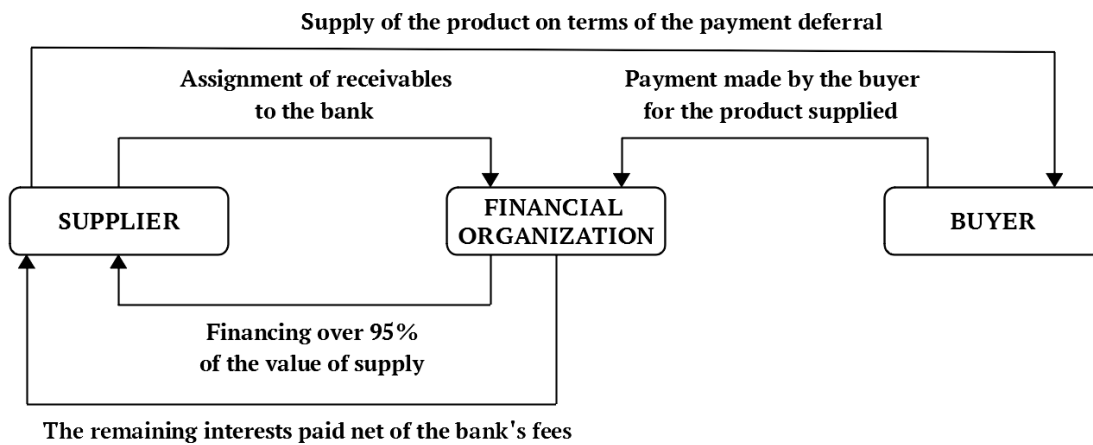 Supply of the product on terms of the payment deferral
Assignment of receivables
to the bank
Payment made by the buyer
for the product supplied
SUPPLIER
FINANCIAL
ORGANIZATION
BUYER
Financing over 95%
of the value of supply
The remaining interests paid net of the bank's fees